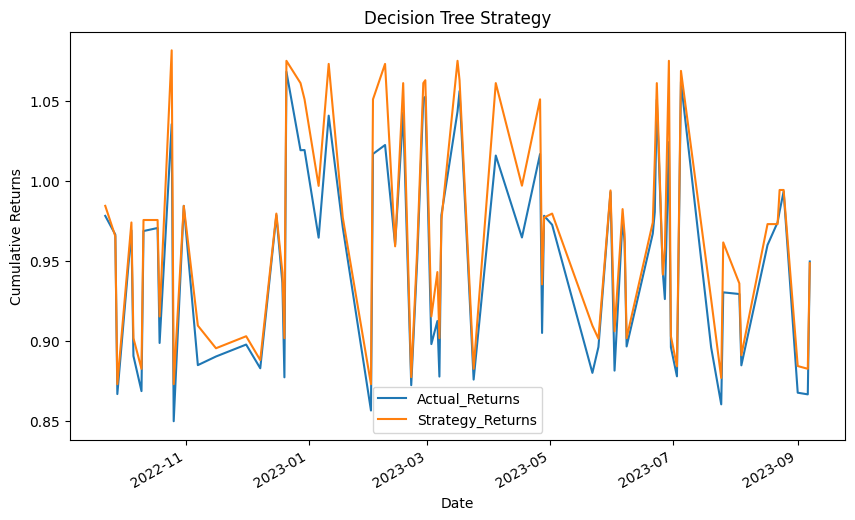 Decision Tree Strategy
Cumulative Returns
1.05
1.00
0.95
0.90
0.85
Actual_Returns
Strategy_Returns
2022-11
2023-01
2023-03
2023-05
2023-07
2023-09
Date